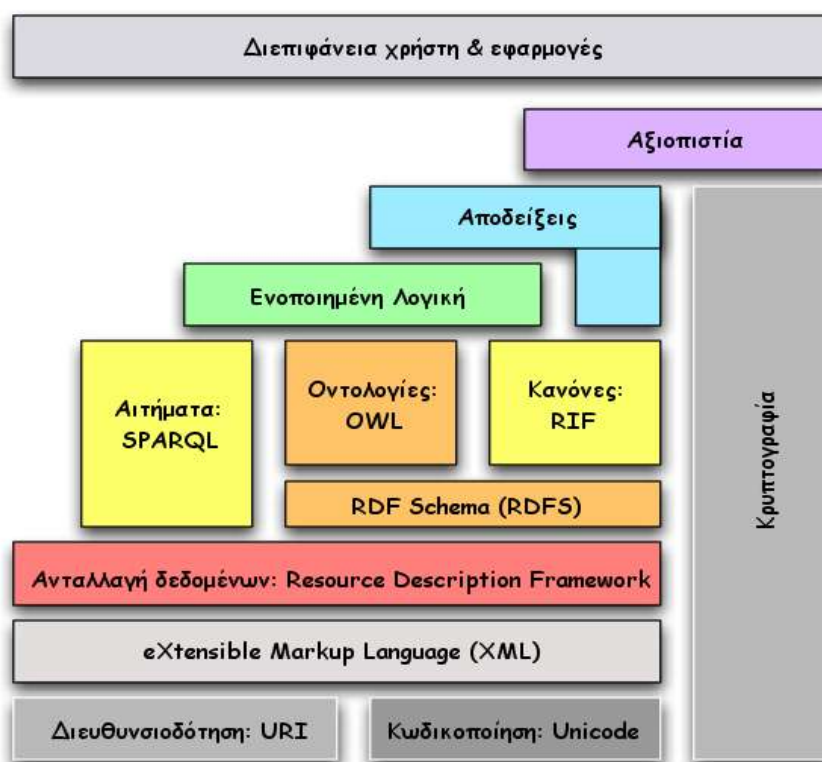 Διεπιφάνεια χρήστη & εφαρμογές
Αξιοπιστία
Αποδείξεις
Ενοποιημένη Λογική
Αιτήματα:
SPARQL
Οντολογίες:
OWL
Κανόνες:
RIF
RDF Schema (RDFS)
Ανταλλαγή δεδομένων: Resource Description Framework
eXtensible Markup Language (XML)
Διευθυνσιοδότηση: URI
Κωδικοποίηση: Unicode
Κρυπτογραφία